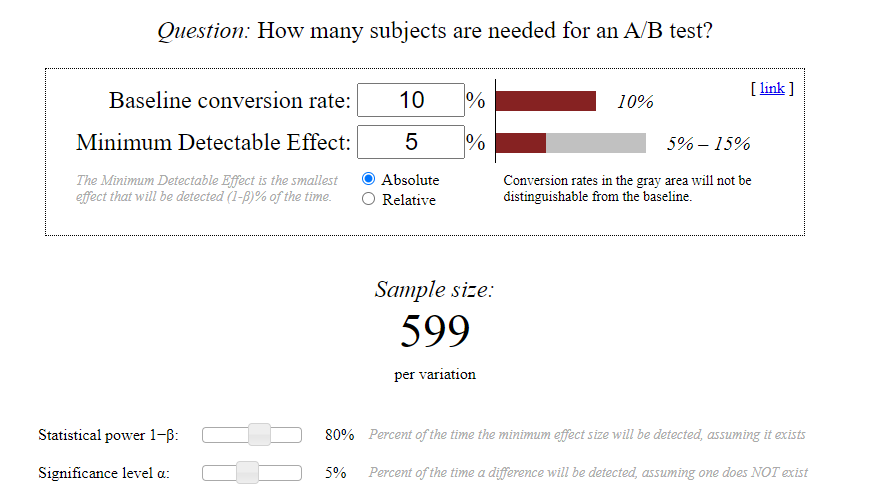 Question: How many subjects are needed for an A/B test?
[ link ]
Baseline conversion rate: 10 % 10%
Minimum Detectable Effect: 5 % 5% – 15%
The Minimum Detectable Effect is the smallest
effect that will be detected (1-β)% of the time.
Absolute
Relative
Conversion rates in the gray area will not be
distinguishable from the baseline.
Sample size:
599
per variation
Statistical power 1−β: 80% Percent of the time the minimum effect size will be detected, assuming it exists
Significance level α: 5% Percent of the time a difference will be detected, assuming one does NOT exist